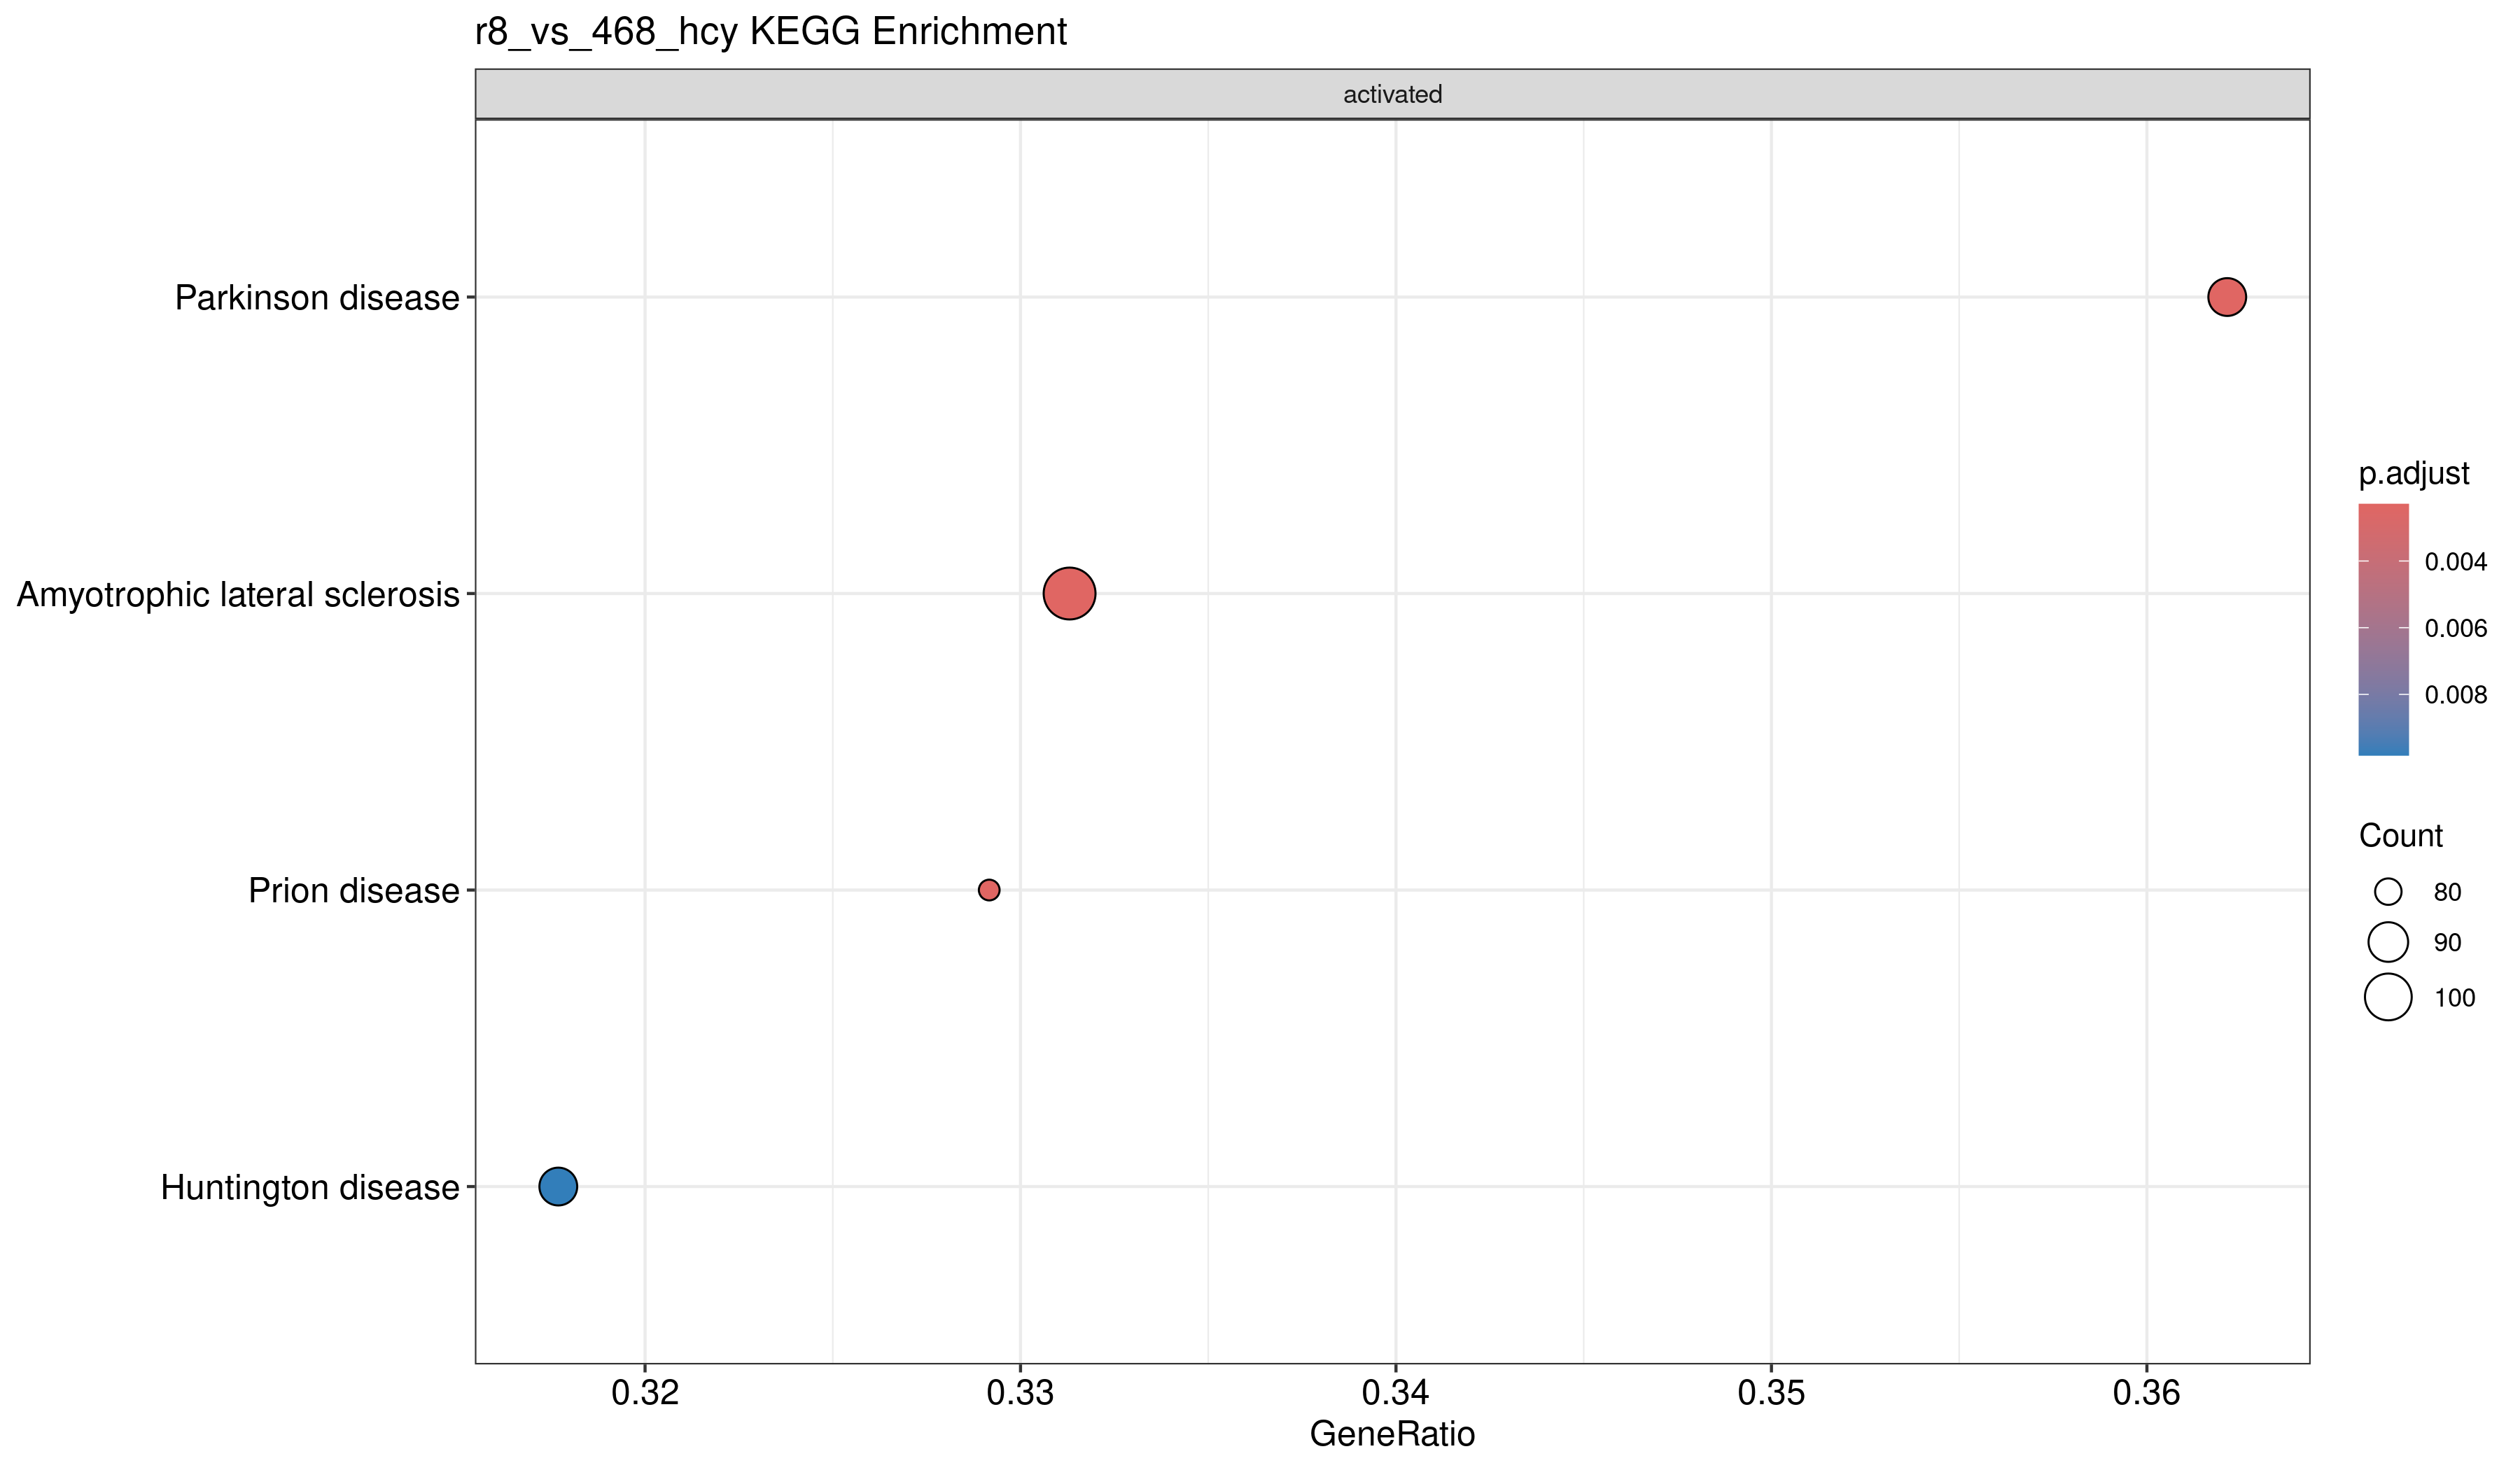 r8_vs_468_hcy KEGG Enrichment
activated
Parkinson disease
Amyotrophic lateral sclerosis
Prion disease
Huntington disease
0.32
0.33
0.34
0.35
0.36
GeneRatio
p.adjust
0.004
0.006
0.008
Count
80
90
100